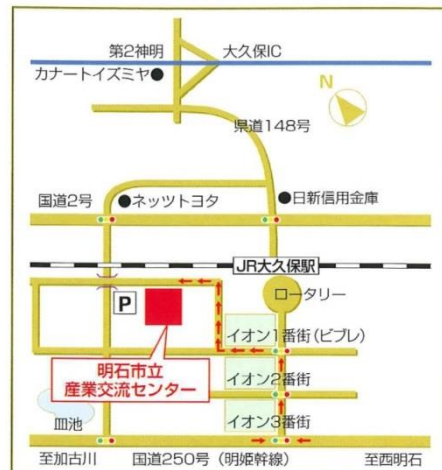 第2神明
大久保IC
カナートイズミヤ
N
県道148号
国道2号
ネッツトヨタ
日新信用金庫
JR大久保駅
ロータリー
P
イオン1番街(ビブレ)
明石市立
産業交流センター
イオン2番街
皿池
イオン3番街
至加古川
国道250号（明姫幹線）
至西明石